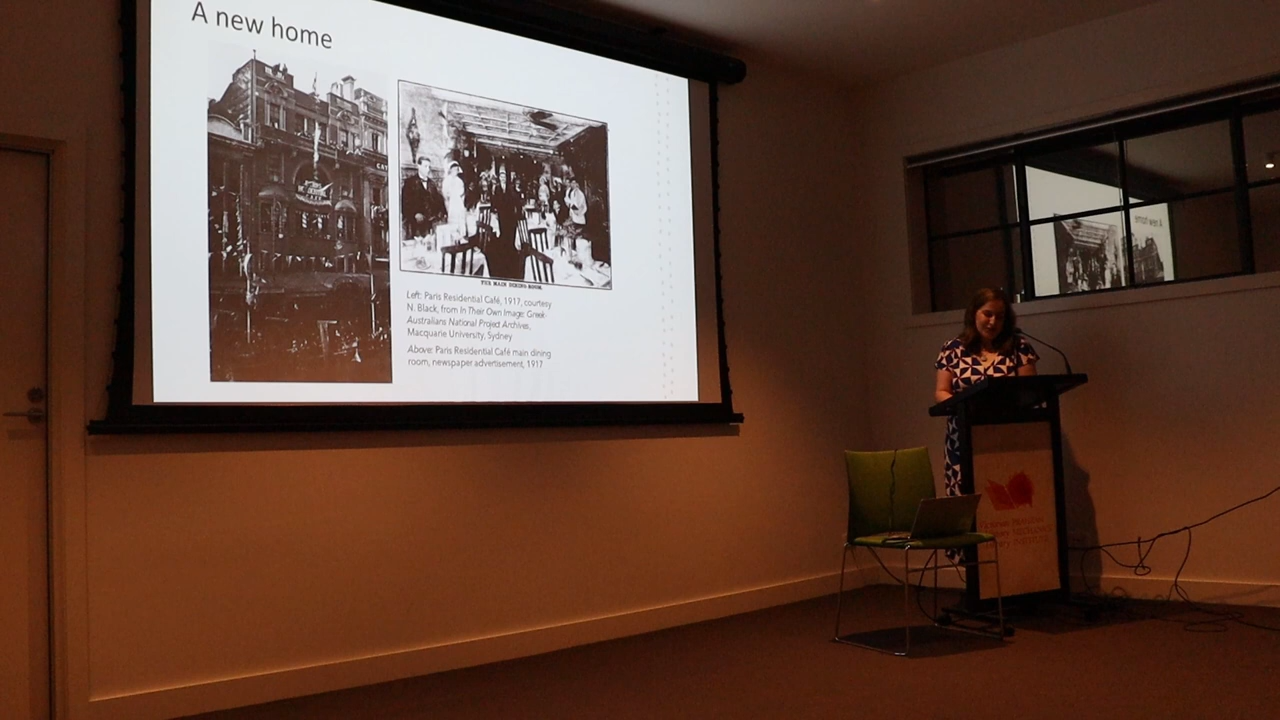 A new home
THE MAIN DINING-ROOM.
Left: Paris Residential Café, 1917, courtesy
N. Black, from In Their Own Image: Greek-
Australians National Project Archives,
Macquarie University, Sydney
Above: Paris Residential Café main dining
room, newspaper advertisement, 1917